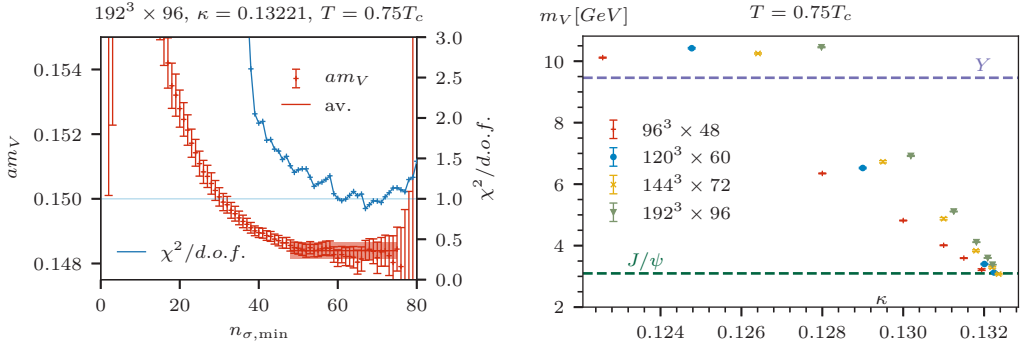 192³ × 96, κ = 0.13221, T = 0.75T_c
am_V
χ²/d.o.f.
0.154
0.152
0.150
0.148
3.0
2.5
2.0
1.5
1.0
0.5
0.0
am_V
av.
χ²/d.o.f.
0
20
40
60
80
n_σ,min
m_V[GeV]
T = 0.75T_c
10
8
6
4
2
Υ
96³ × 48
120³ × 60
144³ × 72
192³ × 96
J/ψ
κ
0.124
0.126
0.128
0.130
0.132